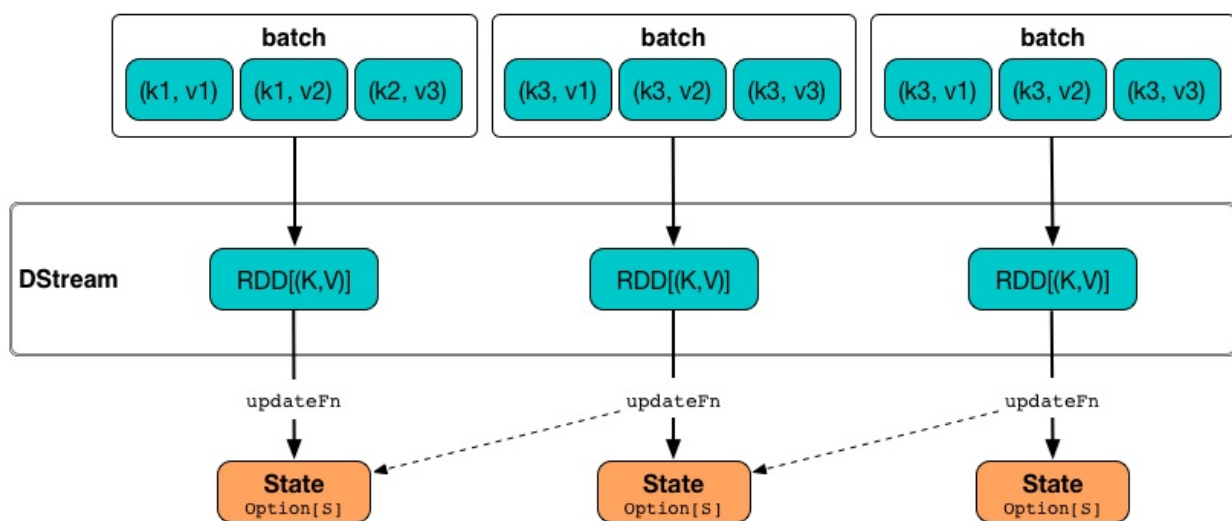 batch batch batch
(k1, v1) (k1, v2) (k2, v3) (k3, v1) (k3, v2) (k3, v3) (k3, v1) (k3, v2) (k3, v3)
DStream RDD[(K,V)] RDD[(K,V)] RDD[(K,V)]
updateFn updateFn updateFn
State State State
Option[S] Option[S] Option[S]